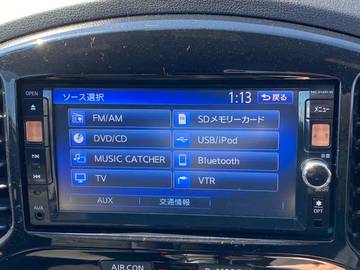 OPEN
ソース選択
1:13
戻る
メニュー
FM/AM
SDメモリーカード
DVD/CD
USB/iPod
MUSIC CATCHER
Bluetooth
TV
VTR
AUX
交通情報
AUX
OPT
AIR CON